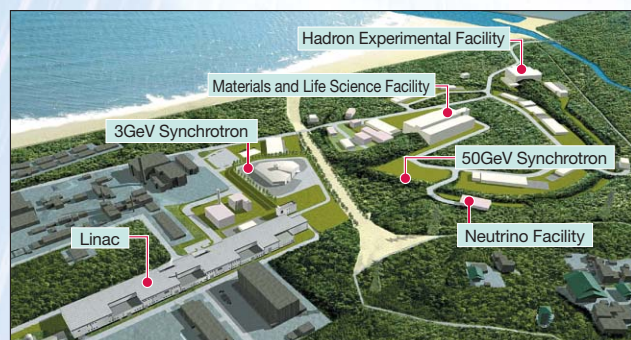 Hadron Experimental Facility
Materials and Life Science Facility
3GeV Synchrotron
50GeV Synchrotron
Linac
Neutrino Facility